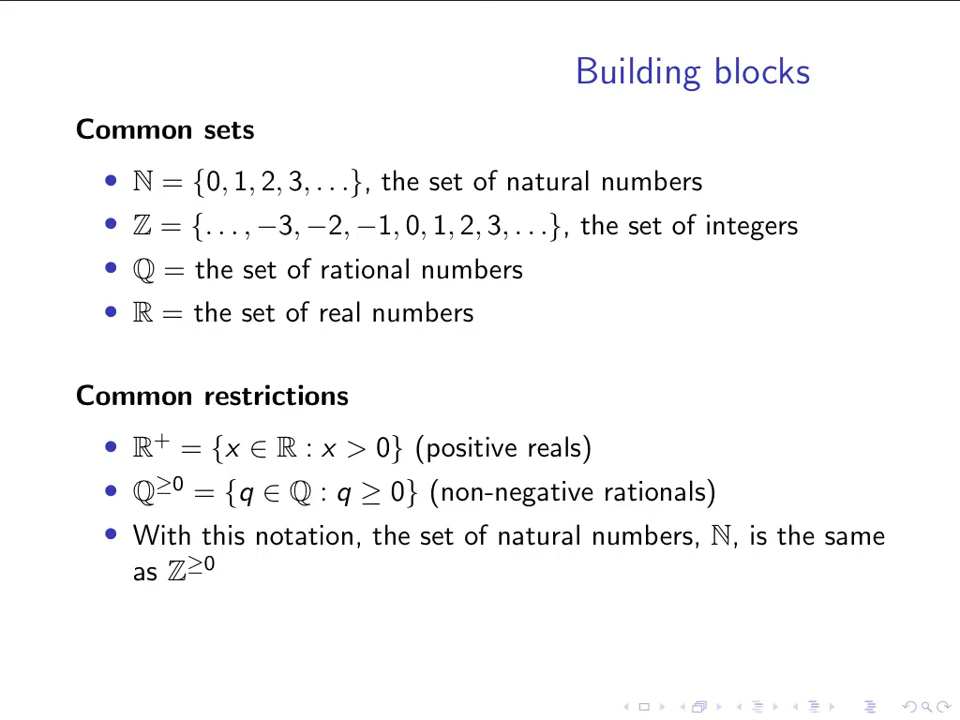 Building blocks
Common sets
• ℕ = {0, 1, 2, 3, . . .}, the set of natural numbers
• ℤ = {. . . , −3, −2, −1, 0, 1, 2, 3, . . .}, the set of integers
• ℚ = the set of rational numbers
• ℝ = the set of real numbers
Common restrictions
• ℝ⁺ = {x ∈ ℝ : x > 0} (positive reals)
• ℚ^≥0 = {q ∈ ℚ : q ≥ 0} (non-negative rationals)
• With this notation, the set of natural numbers, ℕ, is the same
as ℤ^≥0